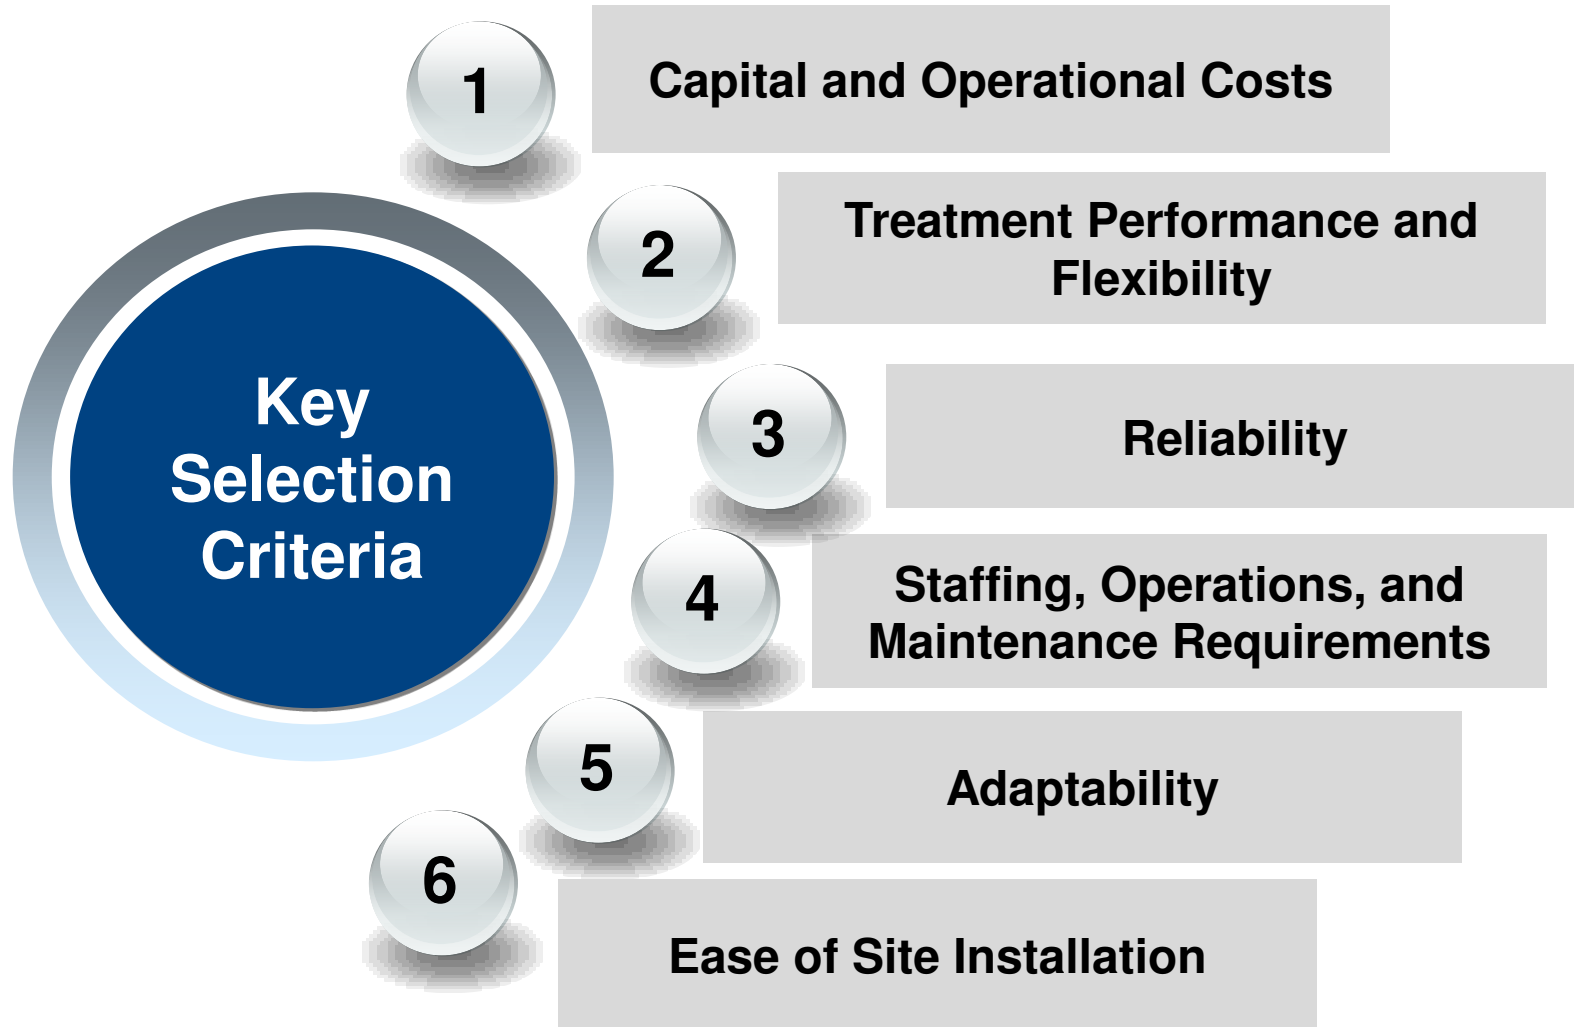 Key
Selection
Criteria
1
Capital and Operational Costs
2
Treatment Performance and
Flexibility
3
Reliability
4
Staffing, Operations, and
Maintenance Requirements
5
Adaptability
6
Ease of Site Installation